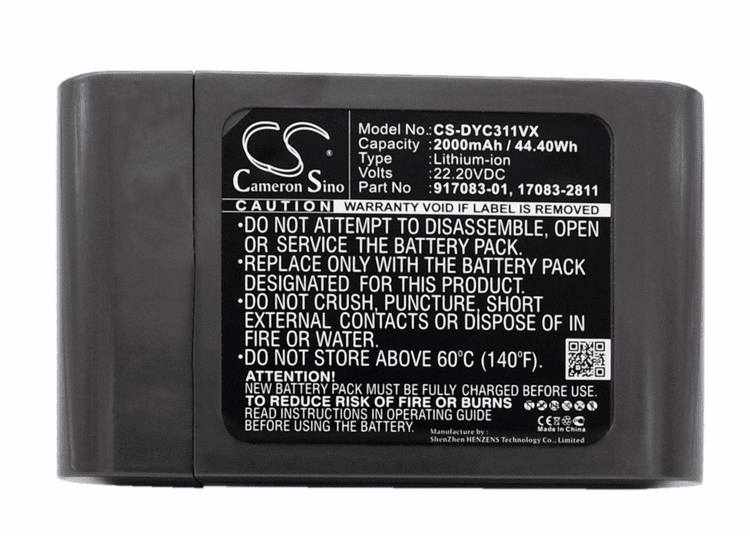 CS
Cameron Sino
Model No.: CS-DYC311VX
Capacity : 2000mAh / 44.40Wh
Type : Lithium-ion
Volts : 22.20VDC
Part No : 917083-01, 17083-2811
CAUTION WARRANTY VOID IF LABEL IS REMOVED
•DO NOT ATTEMPT TO DISASSEMBLE, OPEN
OR SERVICE THE BATTERY PACK.
•REPLACE ONLY WITH THE BATTERY PACK
DESIGNATED FOR THIS PRODUCT.
•DO NOT CRUSH, PUNCTURE, SHORT
EXTERNAL CONTACTS OR DISPOSE OF IN
FIRE OR WATER.
•DO NOT STORE ABOVE 60°C (140°F).
ATTENTION!
NEW BATTERY PACK MUST BE FULLY CHARGED BEFORE USE.
TO REDUCE RISK OF FIRE OR BURNS
READ INSTRUCTIONS IN OPERATING GUIDE
BEFORE USING THE BATTERY.
CE
Made In China
Manufacture by :
ShenZhen HENZENS Technology Co., Limited